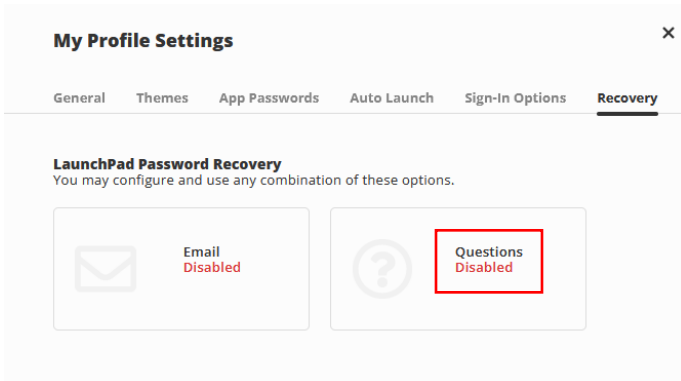 My Profile Settings
General Themes App Passwords Auto Launch Sign-In Options Recovery
LaunchPad Password Recovery
You may configure and use any combination of these options.
Email
Disabled
Questions
Disabled